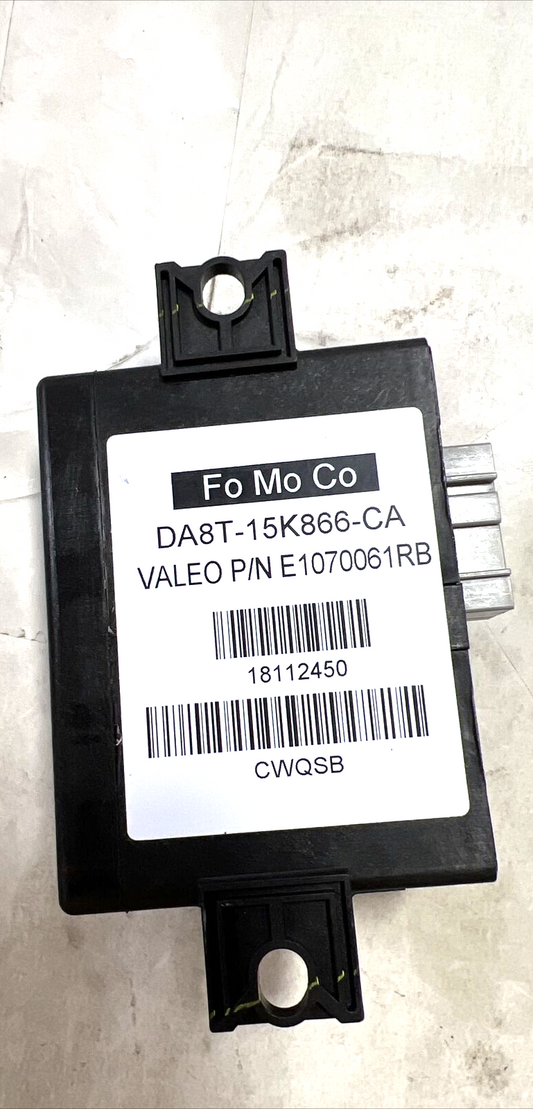 Fo Mo Co
DA8T-15K866-CA
VALEO P/N E1070061RB
18112450
CWQSB